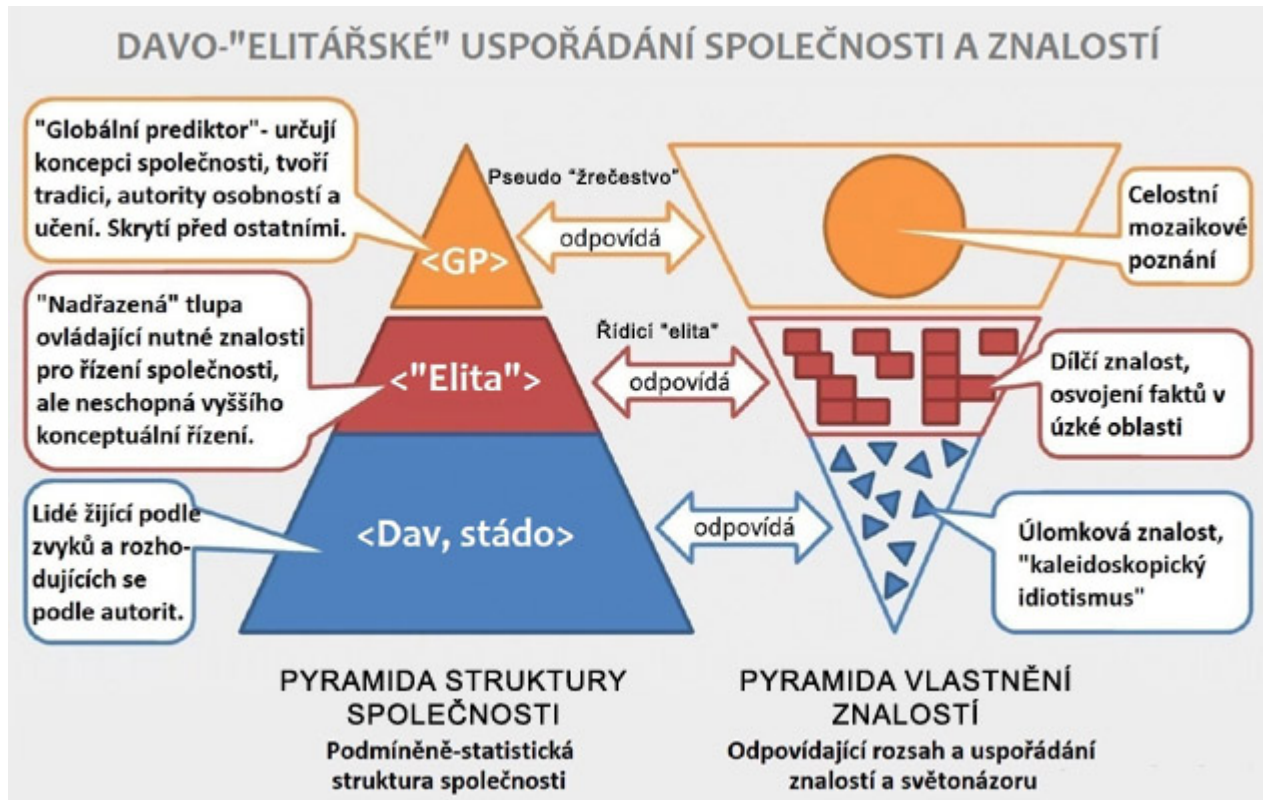 DAVO-"ELITÁŘSKÉ" USPOŘÁDÁNÍ SPOLEČNOSTI A ZNALOSTÍ
"Globální prediktor"- určují
koncepci společnosti, tvoří
tradici, autority osobností a
učení. Skrytí před ostatními.
<GP>
Pseudo "žrečestvo"
odpovídá
Celostní
mozaikové
poznání
"Nadřazená" tlupa
ovládající nutné znalosti
pro řízení společnosti,
ale neschopná vyššího
konceptuální řízení.
<"Elita">
Řídicí "elita"
odpovídá
Dílčí znalost,
osvojení faktů v
úzké oblasti
Lidé žijící podle
zvyků a rozho-
dujících se
podle autorit.
<Dav, stádo>
odpovídá
Úlomková znalost,
"kaleidoskopický
idiotismus"
PYRAMIDA STRUKTURY
SPOLEČNOSTI
Podmíněně-statistická
struktura společnosti
PYRAMIDA VLASTNĚNÍ
ZNALOSTÍ
Odpovídající rozsah a uspořádání
znalostí a světonázoru